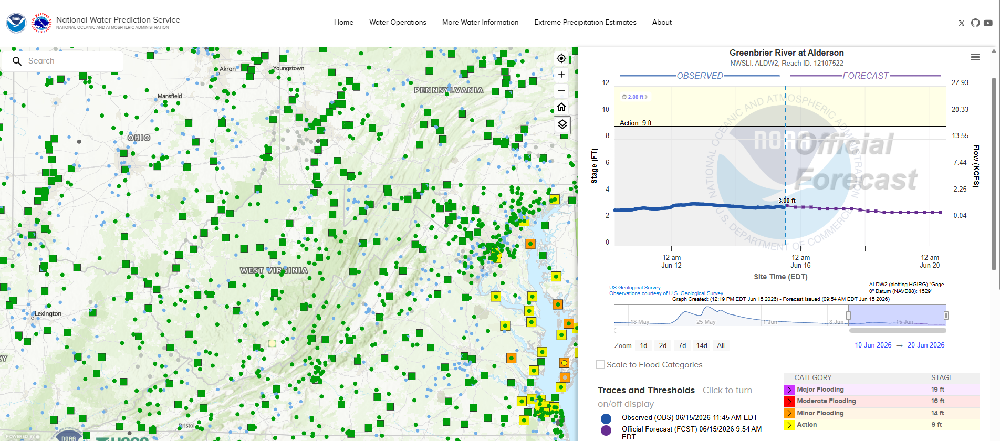 National Water Prediction Service
NATIONAL OCEANIC AND ATMOSPHERIC ADMINISTRATION
Home
Water Operations
More Water Information
Extreme Precipitation Estimates
About
Search
Akron
Youngstown
PENNSYLVANIA
Mansfield
OHIO
WEST VIRGINIA
Lexington
KY
Bristol
POWERED BY
NOAA
Greenbrier River at Alderson
NWSLI: ALDW2, Reach ID: 12107522
OBSERVED
FORECAST
12
27.93
2.88 ft
10
20.33
Action: 9 ft
8
13.55
6
7.44
4
2.25
2
0.04
0
Stage (FT)
Flow (KCFS)
NATIONAL OCEANIC AND ATMOSPHERIC ADMINISTRATION
U.S. DEPARTMENT OF COMMERCE
NOAA
Official
Forecast
3.00 ft
12 am
Jun 12
12 am
Jun 16
12 am
Jun 20
Site Time (EDT)
US Geological Survey
Observations courtesy of U.S. Geological Survey
ALDW2 (plotting HGIRG) "Gage
0" Datum (NAVD88): 1529'
Graph Created: (12:19 PM EDT Jun 15 2026) - Forecast Issued (09:54 AM EDT Jun 15 2026)
18 May
25 May
1 Jun
8 Jun
15 Jun
Zoom
1d
2d
7d
14d
All
10 Jun 2026 → 20 Jun 2026
Scale to Flood Categories
Traces and Thresholds Click to turn
on/off display
Observed (OBS) 06/15/2026 11:45 AM EDT
Official Forecast (FCST) 06/15/2026 9:54 AM
EDT
CATEGORY STAGE
Major Flooding 19 ft
Moderate Flooding 16 ft
Minor Flooding 14 ft
Action 9 ft